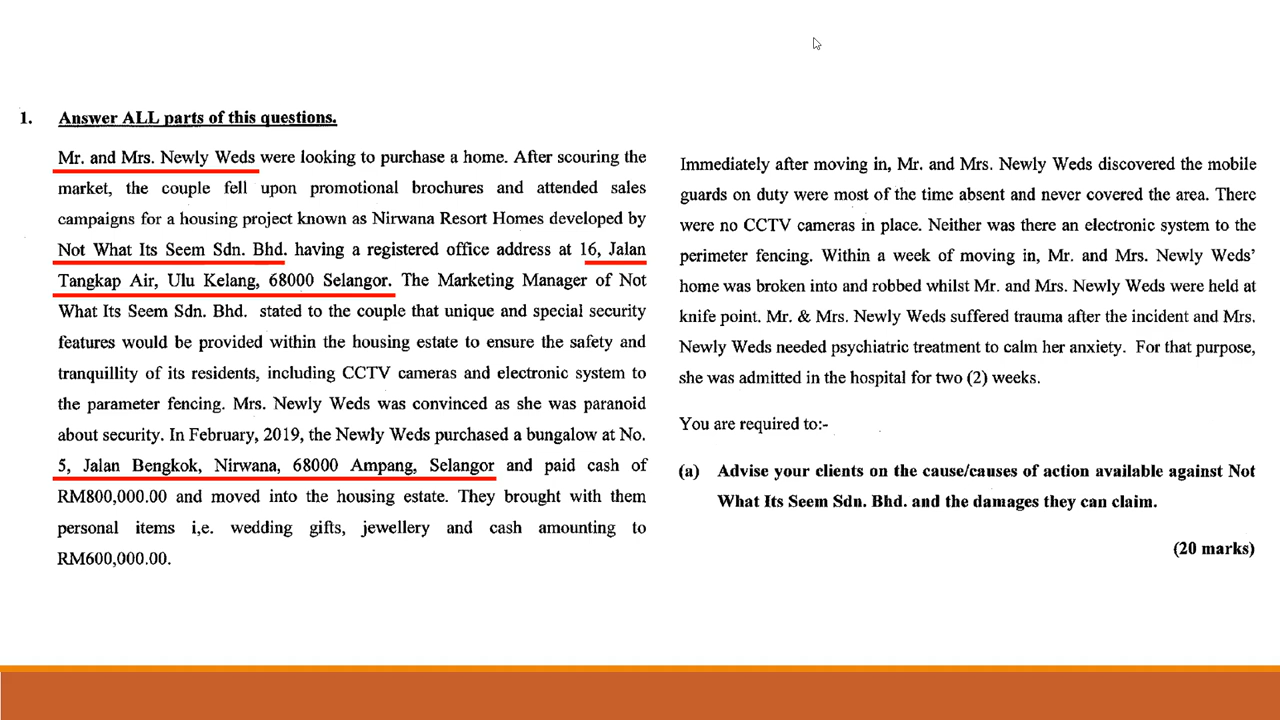 1. Answer ALL parts of this questions.
Mr. and Mrs. Newly Weds were looking to purchase a home. After scouring the
market, the couple fell upon promotional brochures and attended sales
campaigns for a housing project known as Nirwana Resort Homes developed by
Not What Its Seem Sdn. Bhd. having a registered office address at 16, Jalan
Tangkap Air, Ulu Kelang, 68000 Selangor. The Marketing Manager of Not
What Its Seem Sdn. Bhd. stated to the couple that unique and special security
features would be provided within the housing estate to ensure the safety and
tranquillity of its residents, including CCTV cameras and electronic system to
the parameter fencing. Mrs. Newly Weds was convinced as she was paranoid
about security. In February, 2019, the Newly Weds purchased a bungalow at No.
5, Jalan Bengkok, Nirwana, 68000 Ampang, Selangor and paid cash of
RM800,000.00 and moved into the housing estate. They brought with them
personal items i,e. wedding gifts, jewellery and cash amounting to
RM600,000.00.
Immediately after moving in, Mr. and Mrs. Newly Weds discovered the mobile
guards on duty were most of the time absent and never covered the area. There
were no CCTV cameras in place. Neither was there an electronic system to the
perimeter fencing. Within a week of moving in, Mr. and Mrs. Newly Weds'
home was broken into and robbed whilst Mr. and Mrs. Newly Weds were held at
knife point. Mr. & Mrs. Newly Weds suffered trauma after the incident and Mrs.
Newly Weds needed psychiatric treatment to calm her anxiety. For that purpose,
she was admitted in the hospital for two (2) weeks.
You are required to:-
(a) Advise your clients on the cause/causes of action available against Not
What Its Seem Sdn. Bhd. and the damages they can claim.
(20 marks)